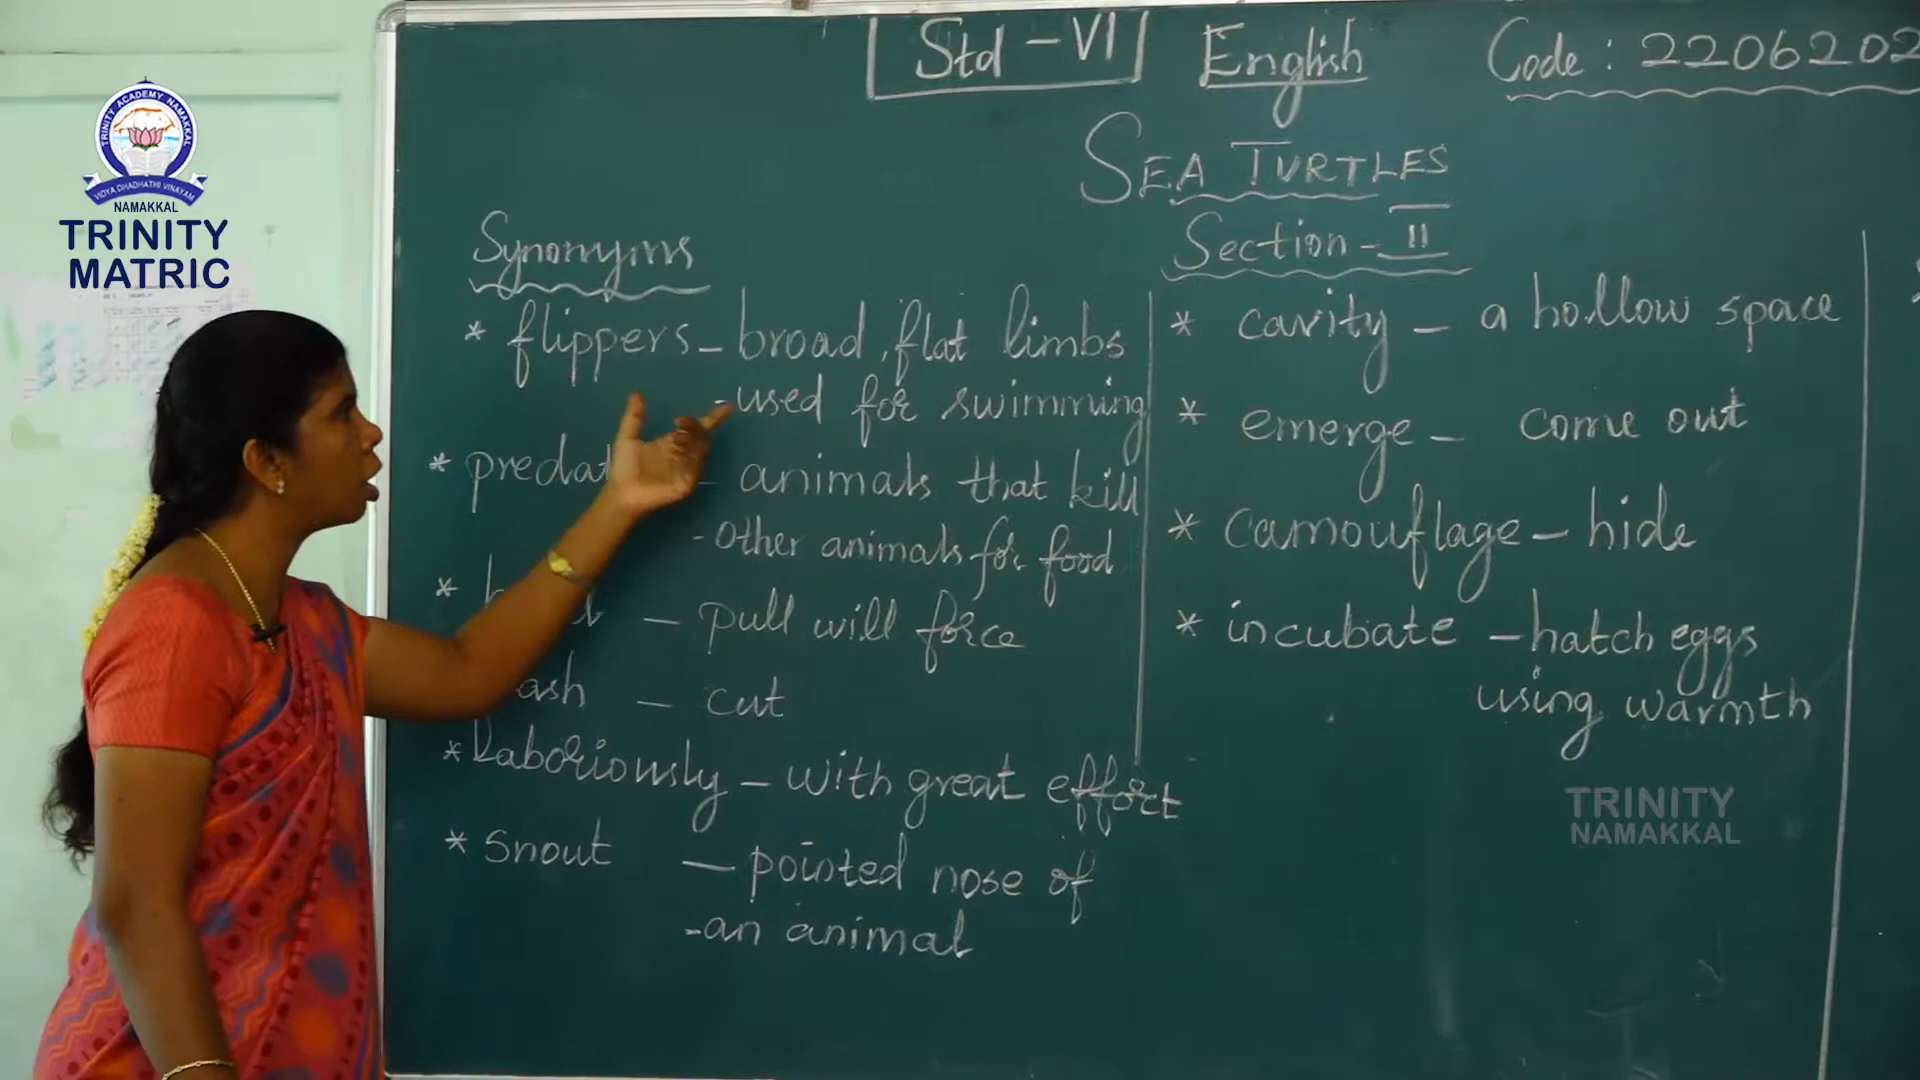 TRINITY ACADEMY NAMAKKAL
VIDYA DHADHATHI VINAYAM
NAMAKKAL
TRINITY
MATRIC
Std - VI English Code : 2206202
SEA TURTLES
Synonyms
* flippers - broad, flat limbs
- used for swimming
* predat - animals that kill
- other animals for food
* - pull will force
ash - cut
* Laboriously - with great effort
* snout - pointed nose of
- an animal
Section - II
* cavity - a hollow space
* emerge - come out
* camouflage - hide
* incubate - hatch eggs
using warmth
TRINITY
NAMAKKAL